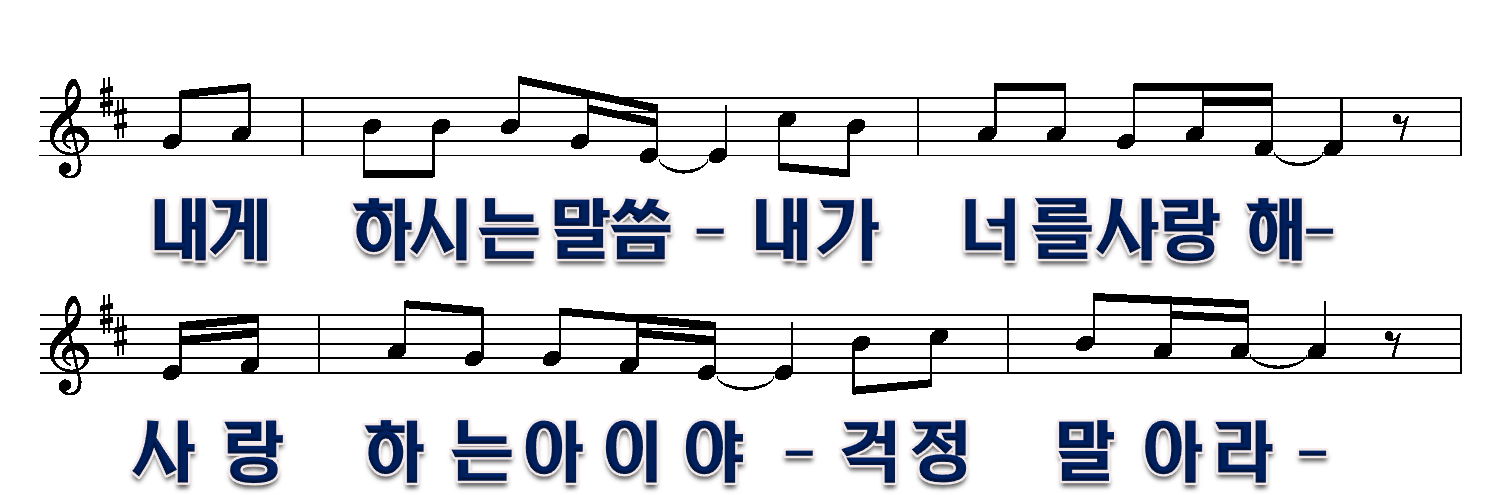 내게 하시는말씀 - 내가 너를사랑 해-
사 랑 하 는아 이 야 - 걱정 말 아라 -